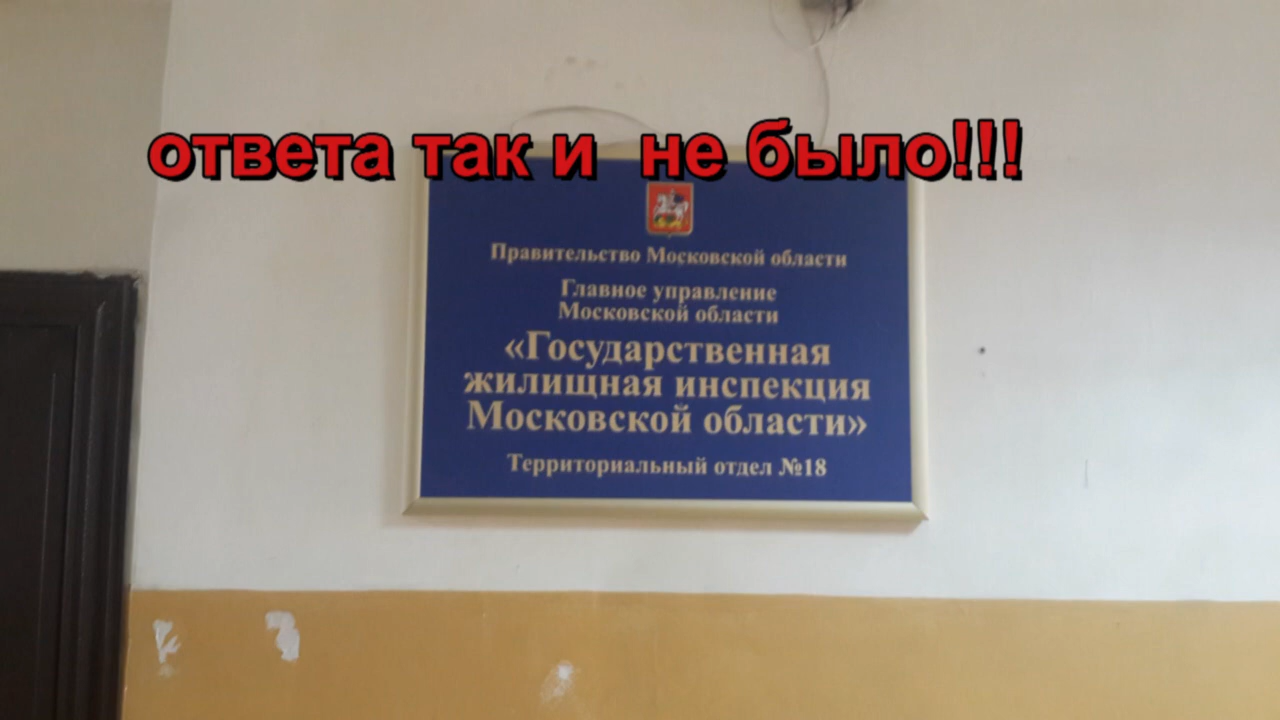 ответа так и не было!!!
Правительство Московской области
Главное управление
Московской области
«Государственная
жилищная инспекция
Московской области»
Территориальный отдел №18